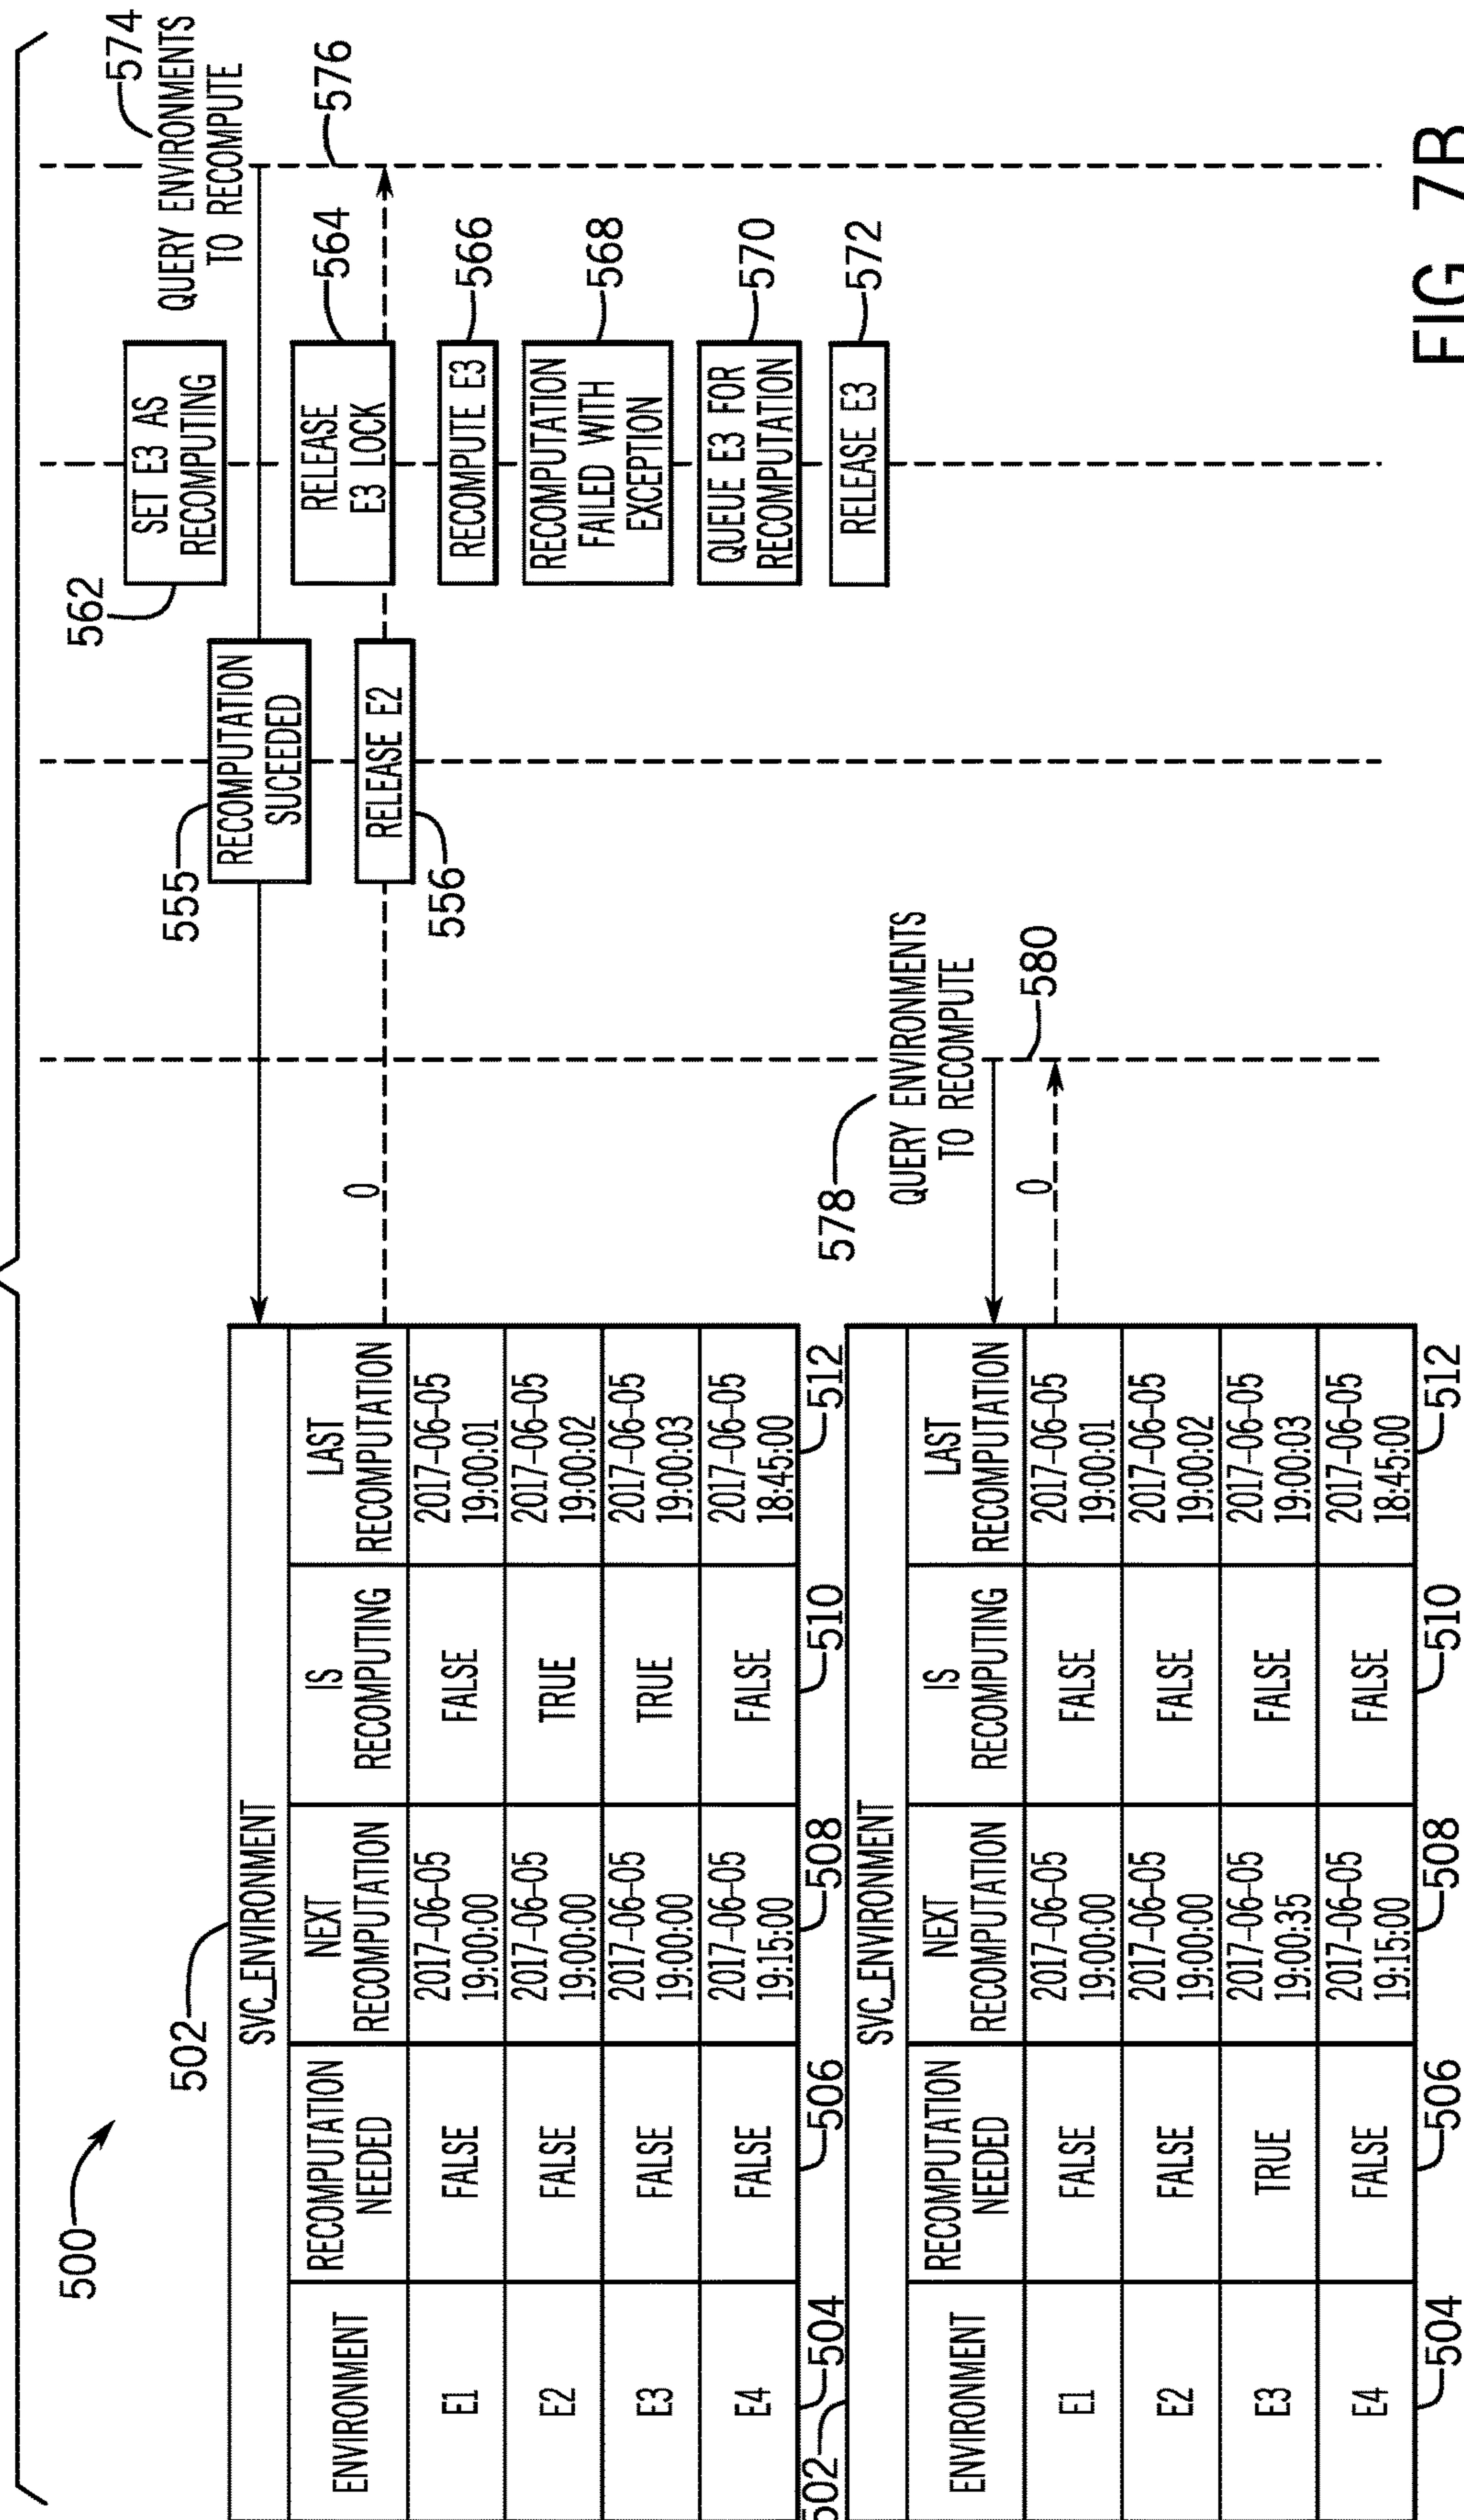 500
502
SVC_ENVIRONMENT
ENVIRONMENT
RECOMPUTATION
NEEDED
NEXT
RECOMPUTATION
IS
RECOMPUTING
LAST
RECOMPUTATION
E1
FALSE
2017-06-05
19:00:00
FALSE
2017-06-05
19:00:01
E2
FALSE
2017-06-05
19:00:00
TRUE
2017-06-05
19:00:02
E3
FALSE
2017-06-05
19:00:00
TRUE
2017-06-05
19:00:03
E4
FALSE
2017-06-05
19:15:00
FALSE
2017-06-05
18:45:00
504
506
508
510
512
502
SVC_ENVIRONMENT
ENVIRONMENT
RECOMPUTATION
NEEDED
NEXT
RECOMPUTATION
IS
RECOMPUTING
LAST
RECOMPUTATION
E1
FALSE
2017-06-05
19:00:00
FALSE
2017-06-05
19:00:01
E2
FALSE
2017-06-05
19:00:00
FALSE
2017-06-05
19:00:02
E3
TRUE
2017-06-05
19:00:35
FALSE
2017-06-05
19:00:03
E4
FALSE
2017-06-05
19:15:00
FALSE
2017-06-05
18:45:00
504
506
508
510
512
0
578
QUERY ENVIRONMENTS
TO RECOMPUTE
0
580
555
RECOMPUTATION
SUCEEDED
RELEASE E2
556
562
SET E3 AS
RECOMPUTING
RELEASE
E3 LOCK
564
RECOMPUTE E3
566
RECOMPUTATION
FAILED WITH
EXCEPTION
568
QUEUE E3 FOR
RECOMPUTATION
570
RELEASE E3
572
574
QUERY ENVIRONMENTS
TO RECOMPUTE
576
FIG 7B